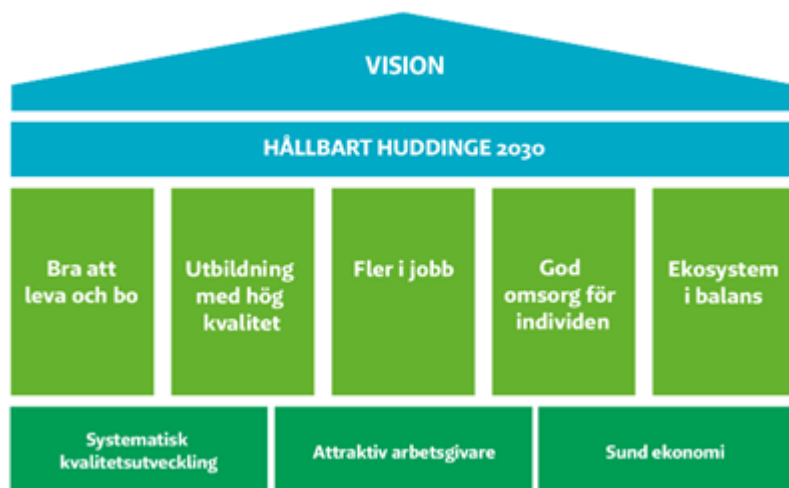 VISION
HÅLLBART HUDDINGE 2030
Bra att
leva och bo
Utbildning
med hög
kvalitet
Fler i jobb
God
omsorg för
individen
Ekosystem
i balans
Systematisk
kvalitetsutveckling
Attraktiv arbetsgivare
Sund ekonomi